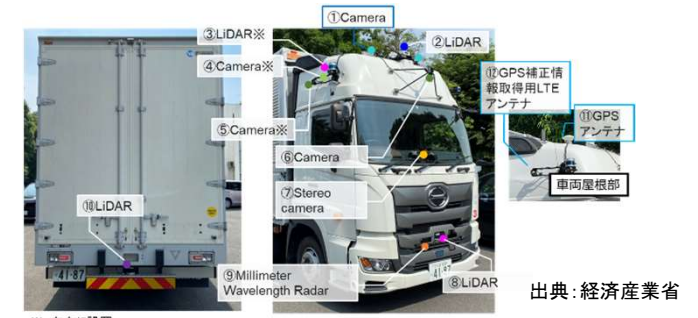 ①Camera
③LiDAR※
②LiDAR
④Camera※
⑫GPS補正情
報取得用LTE
アンテナ
⑪GPS
アンテナ
⑤Camera※
⑥Camera
車両屋根部
⑦Stereo
camera
⑩LiDAR
⑨Millimeter
Wavelength Radar
⑧LiDAR
41-87
41-87
出典：経済産業省